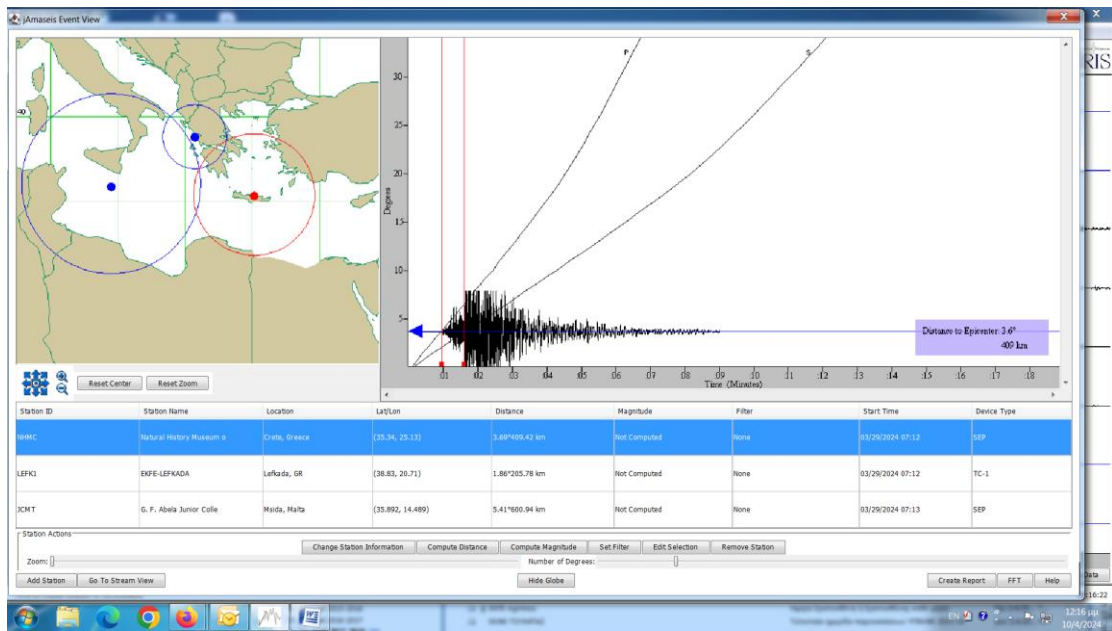 jAmaseis Event View
RIS
40
P
S
30
25
20
15
10
5
Degrees
Distance to Epicenter: 3.6°
409 km
:01 :02 :03 :04 :05 :06 :07 :08 :09 :10 :11 :12 :13 :14 :15 :16 :17 :18
Time (Minutes)
Reset Center Reset Zoom
Station ID Station Name Location Lat/Lon Distance Magnitude Filter Start Time Device Type
NHMC Natural History Museum o Crete, Greece (35.34, 25.13) 3.69°409.42 km Not Computed None 03/29/2024 07:12 SEP
LEFK1 EKFE-LEFKADA Lefkada, GR (38.83, 20.71) 1.86°205.78 km Not Computed None 03/29/2024 07:12 TC-1
JCMT G. F. Abela Junior Colle Msida, Malta (35.892, 14.489) 5.41°600.94 km Not Computed None 03/29/2024 07:13 SEP
Station Actions
Change Station Information Compute Distance Compute Magnitude Set Filter Edit Selection Remove Station
Zoom: Number of Degrees:
Add Station Go To Stream View Hide Globe Create Report FFT Help
Data
:16:22
EN
12:16 μμ
10/4/2024